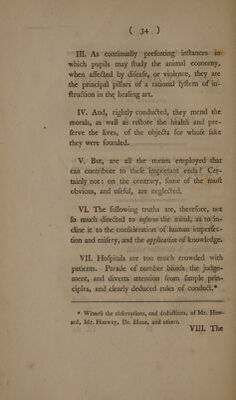 ( 34 )
III. As continually presenting instances in
which pupils may study the animal economy,
when affected by disease, or violence, they are
the principal pillars of a rational system of in-
struction in the healing art.
IV. And, rightly conducted, they mend the
morals, as well as restore the health and pre-
serve the lives, of the objects for whose sake
they were founded.
V. But, are all the means employed that
can contribute to these important ends? Cer-
tainly not: on the contrary, some of the most
obvious, and useful, are neglected.
VI. The following truths are, therefore, not
so much directed to inform the mind, as to in-
cline it to the consideration of human imperfec-
tion and misery, and the application of knowledge.
VII. Hospitals are too much crowded with
patients. Parade of number blinds the judge-
ment, and diverts attention from simple prin-
ciples, and clearly deduced rules of conduct.*
* Witness the observations, and deductions, of Mr. How-
ard, Mr. Hanway, Dr. Blane, and others.
VIII. The